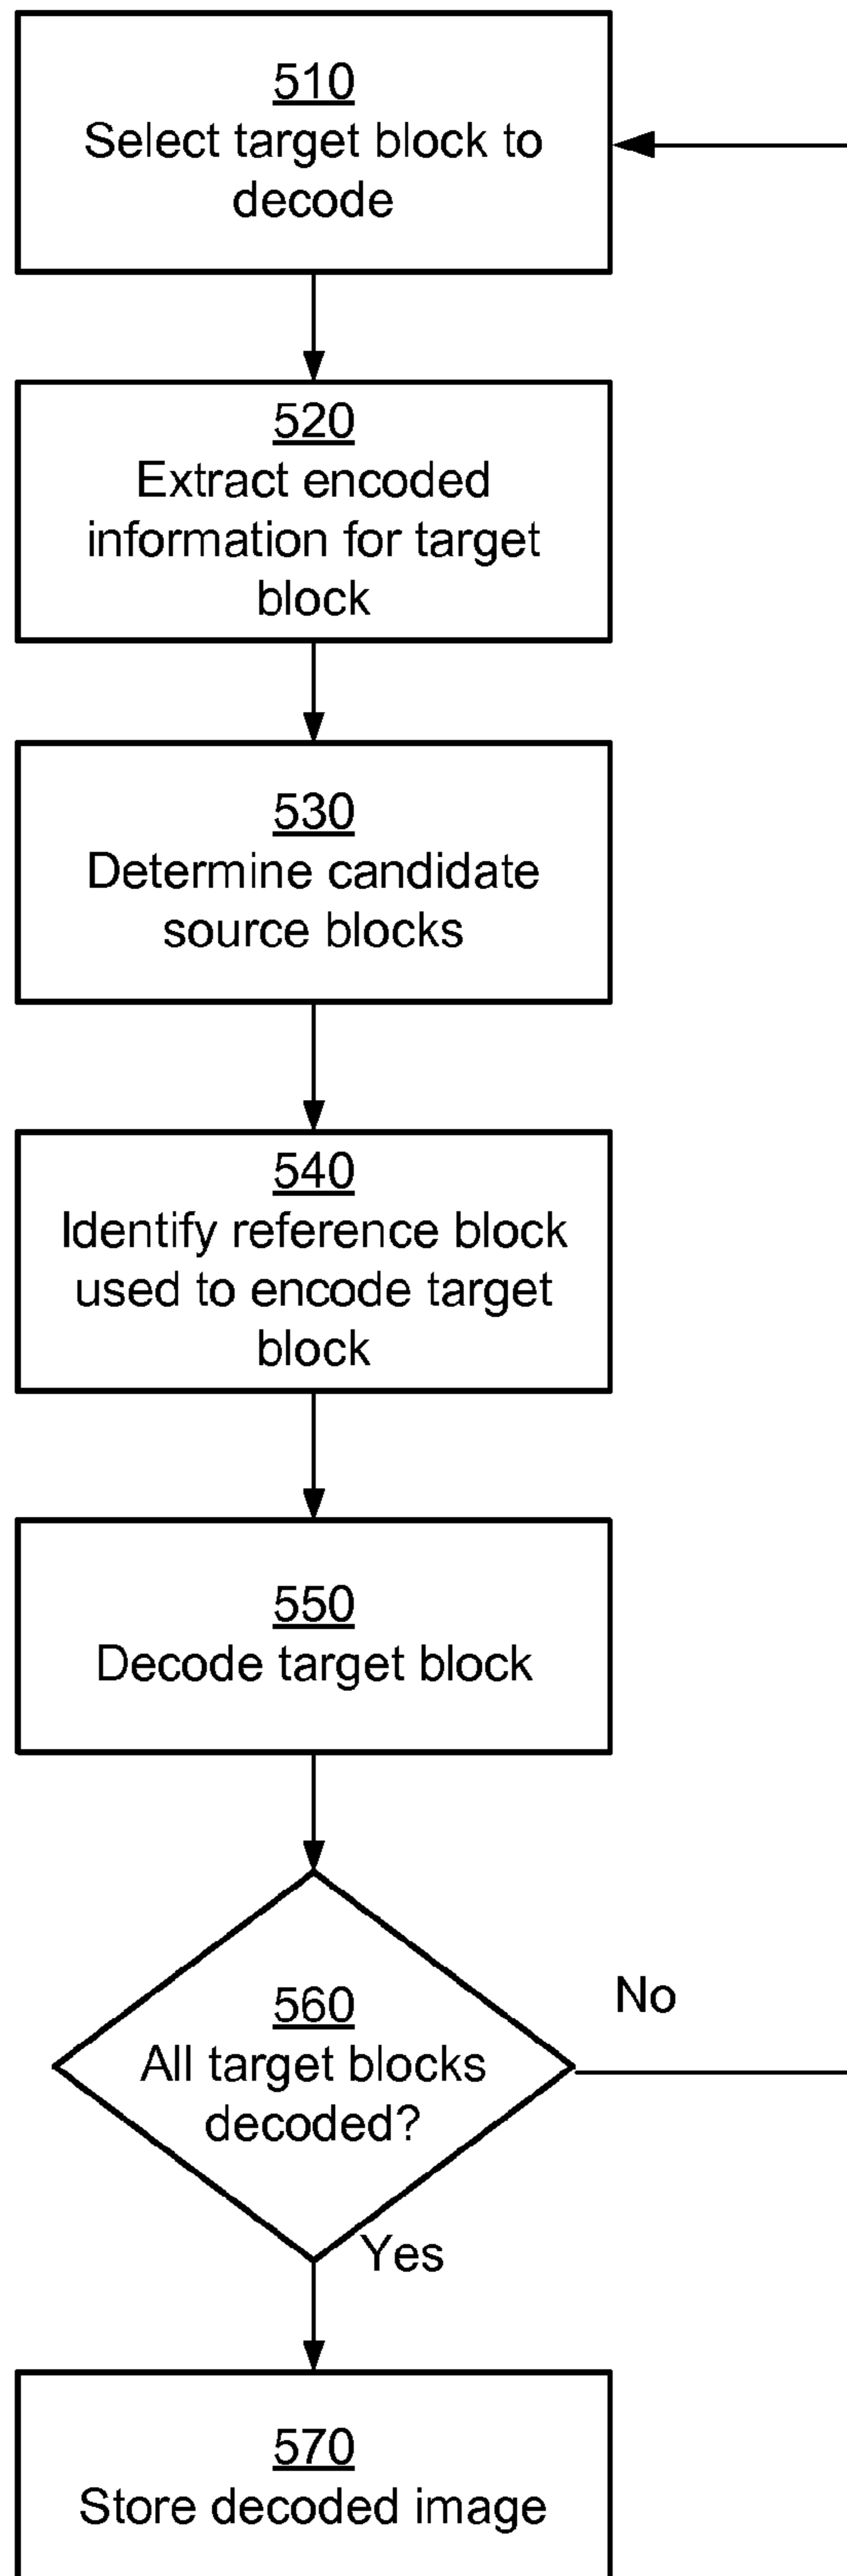 510
Select target block to
decode
520
Extract encoded
information for target
block
530
Determine candidate
source blocks
540
Identify reference block
used to encode target
block
550
Decode target block
560
All target blocks
decoded?
No
Yes
570
Store decoded image